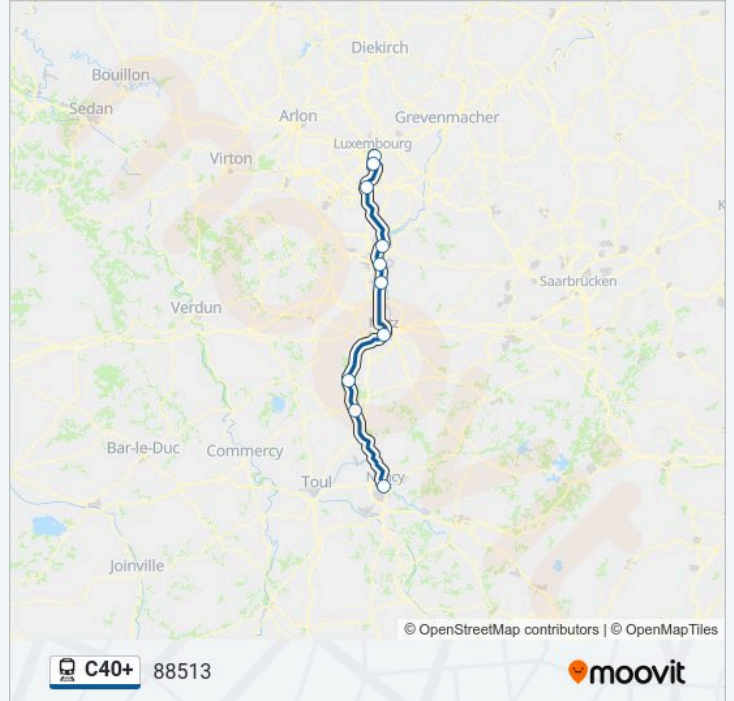 Diekirch
Bouillon
Sedan
Arlon
Grevenmacher
Luxembourg
Virton
K
Saarbrücken
Verdun
Bar-le-Duc
Commercy
Toul
Joinville
© OpenStreetMap contributors | © OpenMapTiles
C40+ 88513 moovit